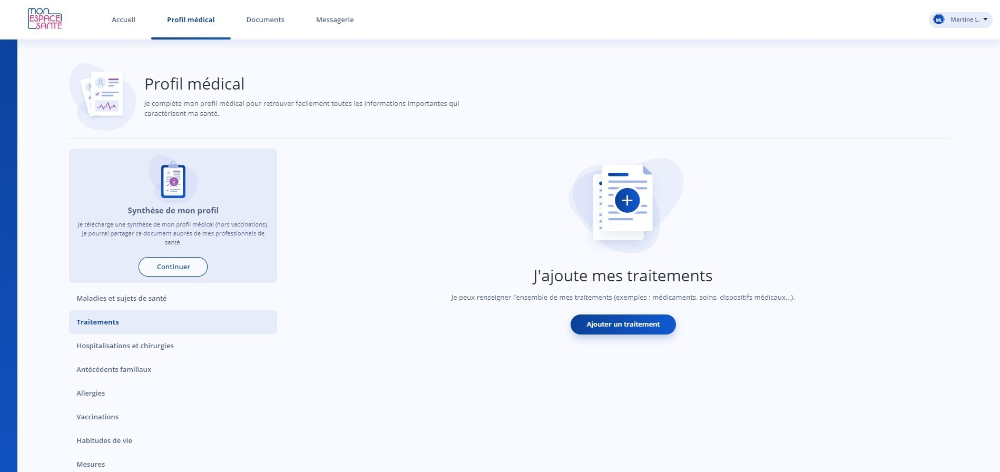 MON
ESPACE
SANTÉ
Accueil
Profil médical
Documents
Messagerie
ML
Martine L.
Profil médical
Je complète mon profil médical pour retrouver facilement toutes les informations importantes qui
caractérisent ma santé.
Synthèse de mon profil
Je télécharge une synthèse de mon profil médical (hors vaccinations).
Je pourrai partager ce document auprès de mes professionnels de
santé.
Continuer
Maladies et sujets de santé
Traitements
Hospitalisations et chirurgies
Antécédents familiaux
Allergies
Vaccinations
Habitudes de vie
Mesures
J'ajoute mes traitements
Je peux renseigner l’ensemble de mes traitements (exemples : médicaments, soins, dispositifs médicaux...).
Ajouter un traitement